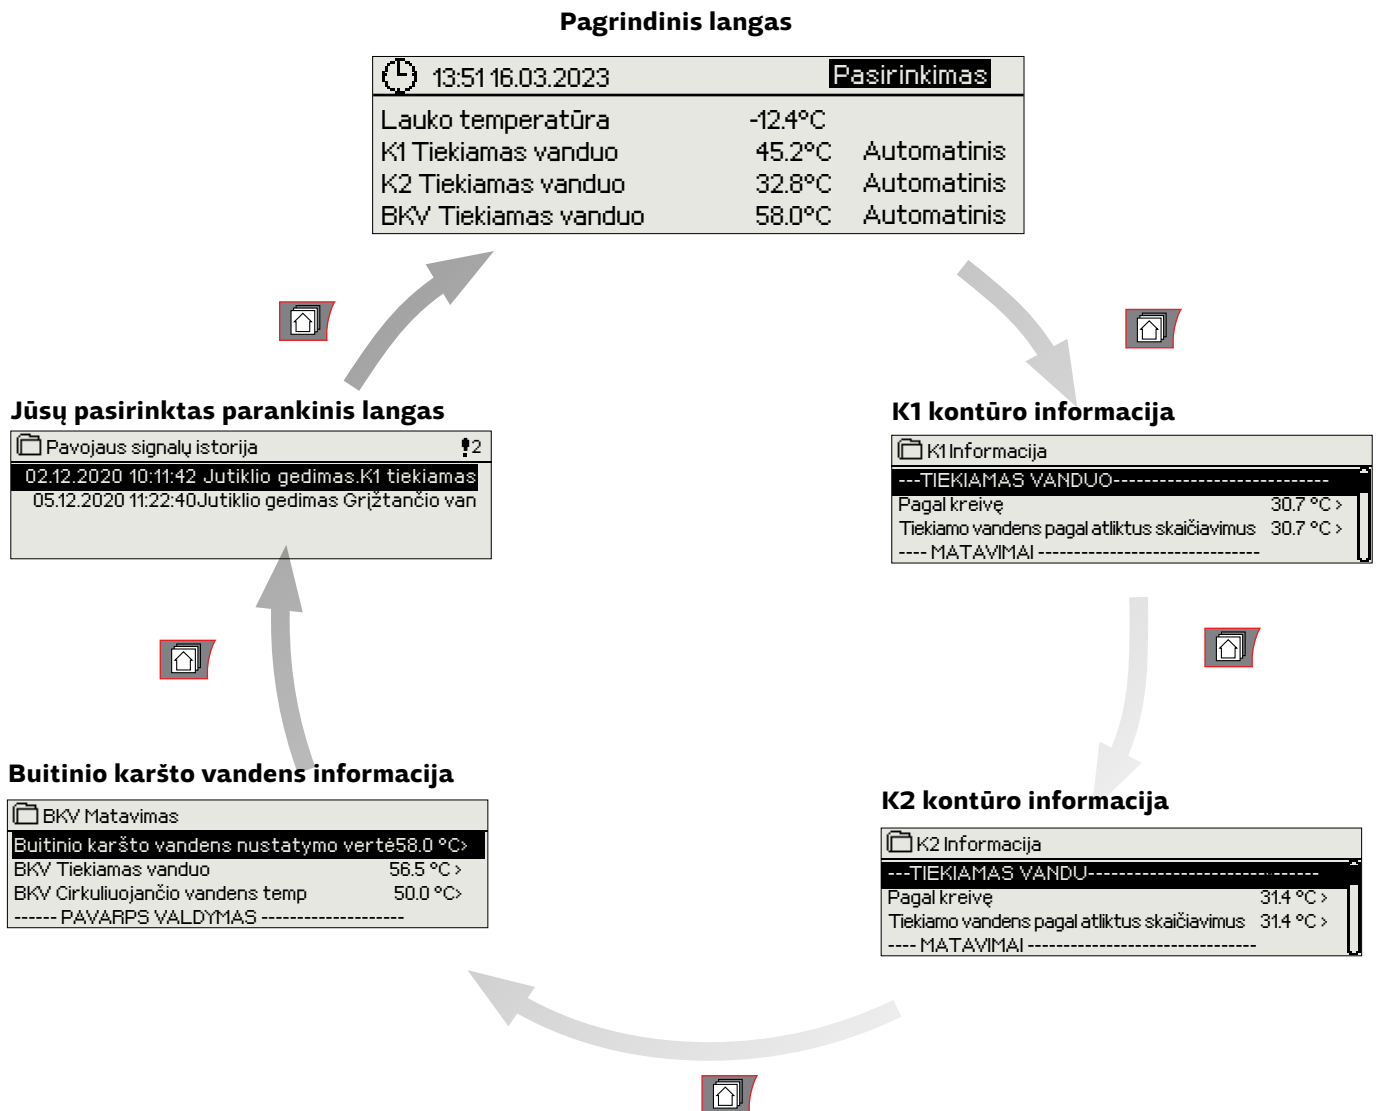 Pagrindinis langas
13:51 16.03.2023 Pasirinkimas
Lauko temperatūra -12.4°C
K1 Tiekiamas vanduo 45.2°C Automatinis
K2 Tiekiamas vanduo 32.8°C Automatinis
BKV Tiekiamas vanduo 58.0°C Automatinis
Jūsų pasirinktas parankinis langas
Pavojaus signalų istorija 2
02.12.2020 10:11:42 Jutiklio gedimas.K1 tiekiamas
05.12.2020 11:22:40Jutiklio gedimas Grįžtančio van
K1 kontūro informacija
K1 Informacija
---TIEKIAMAS VANDUO------------------------------
Pagal kreivę 30.7 °C >
Tiekiamo vandens pagal atliktus skaičiavimus 30.7 °C >
---- MATAVIMAI -------------------------------
Buitinio karšto vandens informacija
BKV Matavimas
Buitinio karšto vandens nustatymo vertė58.0 °C>
BKV Tiekiamas vanduo 56.5 °C >
BKV Cirkuliuojančio vandens temp 50.0 °C>
------ PAVARPS VALDYMAS --------------------
K2 kontūro informacija
K2 Informacija
---TIEKIAMAS VANDU--------------------------------
Pagal kreivę 31.4 °C >
Tiekiamo vandens pagal atliktus skaičiavimus 31.4 °C >
---- MATAVIMAI --------------------------------